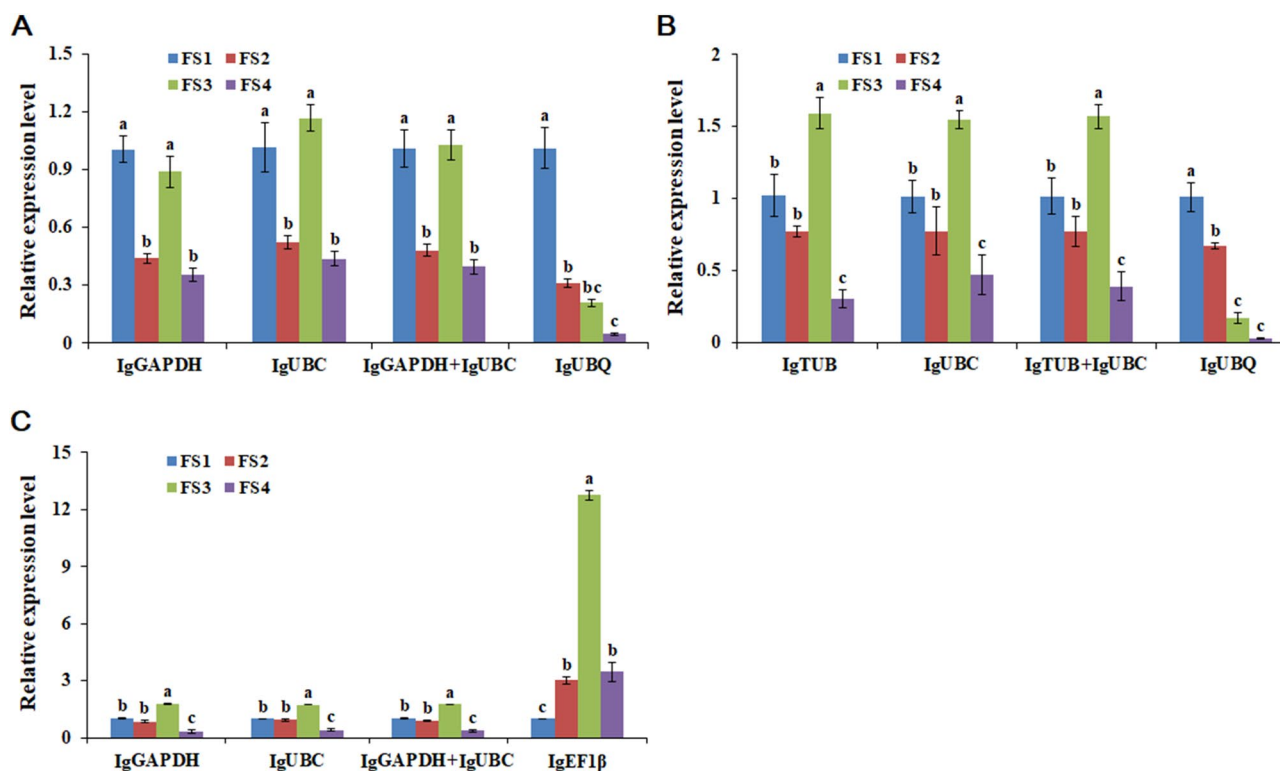 A
Relative expression level
1.5
1.2
0.9
0.6
0.3
0
FS1 FS2
FS3 FS4
a b a b
a b a b
a b a b
a b bc c
IgGAPDH IgUBC IgGAPDH+IgUBC IgUBQ
B
Relative expression level
2
1.5
1
0.5
0
FS1 FS2
FS3 FS4
b b a c
b b a c
b b a c
a b c c
IgTUB IgUBC IgTUB+IgUBC IgUBQ
C
Relative expression level
15
12
9
6
3
0
FS1 FS2
FS3 FS4
b b a c
b b a c
b b a c
c b a b
IgGAPDH IgUBC IgGAPDH+IgUBC IgEF1β